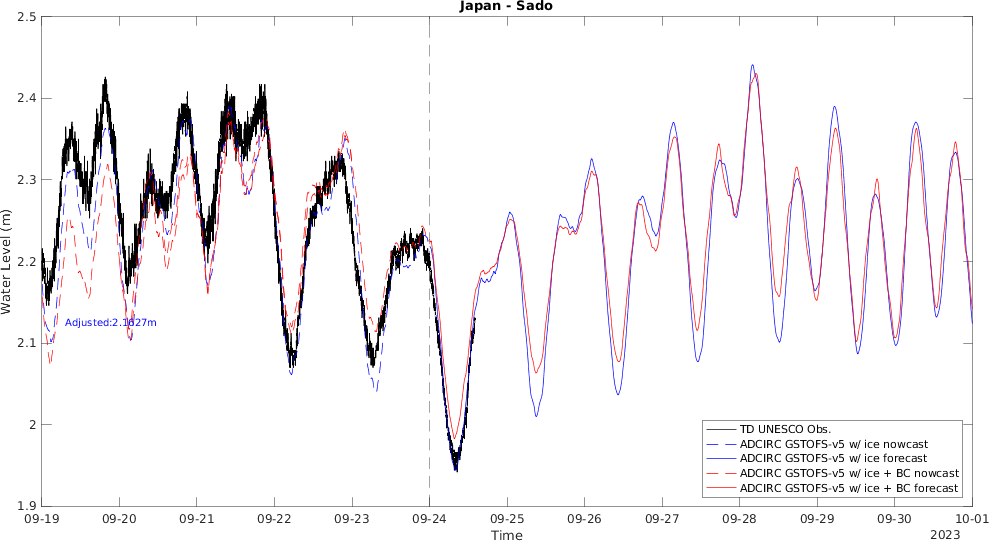 Japan - Sado
2.5
2.4
2.3
2.2
2.1
2
1.9
Water Level (m)
Adjusted:2.1827m
TD UNESCO Obs.
ADCIRC GSTOFS-v5 w/ ice nowcast
ADCIRC GSTOFS-v5 w/ ice forecast
ADCIRC GSTOFS-v5 w/ ice + BC nowcast
ADCIRC GSTOFS-v5 w/ ice + BC forecast
09-19 09-20 09-21 09-22 09-23 09-24 09-25 09-26 09-27 09-28 09-29 09-30 10-01
Time
2023